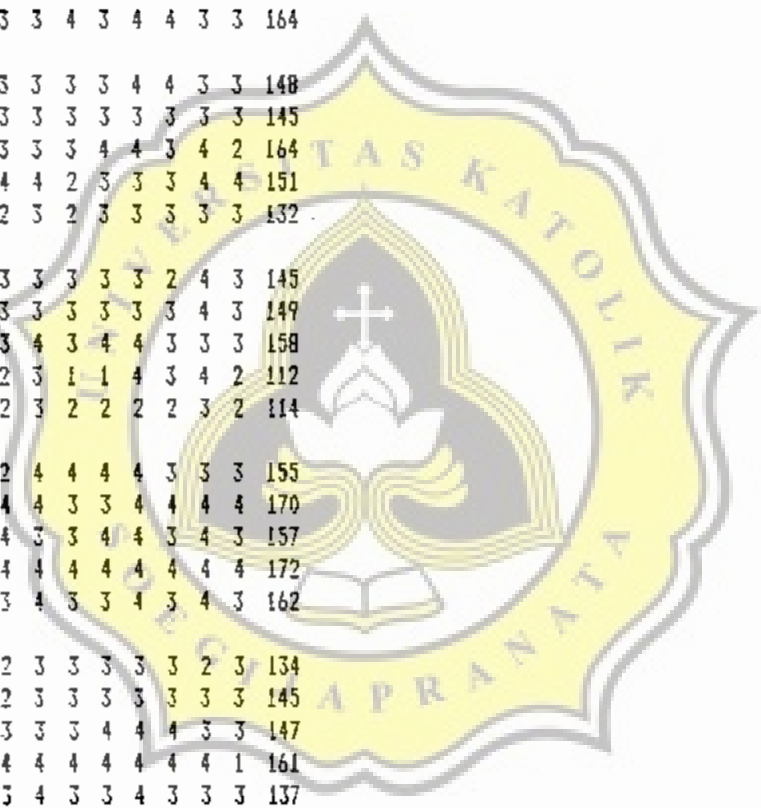 3 3 4 3 4 4 3 3 164
3 3 3 3 4 4 3 3 148
3 3 3 3 3 3 3 3 145
3 3 3 4 4 3 4 2 164
4 4 2 3 3 3 4 4 151
2 3 2 3 3 3 3 3 132
3 3 3 3 3 2 4 3 145
3 3 3 3 3 3 4 3 149
3 4 3 4 4 3 3 3 158
2 3 1 1 4 3 4 2 112
2 3 2 2 2 2 3 2 114
2 4 4 4 4 3 3 3 155
4 4 3 3 4 4 4 4 170
4 3 3 4 4 3 4 3 157
4 4 4 4 4 4 4 4 172
3 4 3 3 4 3 4 3 162
2 3 3 3 3 3 2 3 134
2 3 3 3 3 3 3 3 145
3 3 3 4 4 4 3 3 147
4 4 4 4 4 4 4 1 161
3 4 3 3 4 3 3 3 137
UNIVERSITAS KATOLIK
SOEGIJAPRANATA